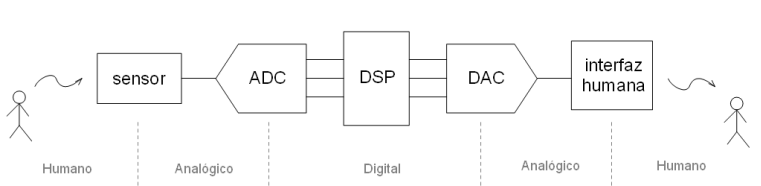 sensor
ADC
DSP
DAC
interfaz
humana
Humano
Analógico
Digital
Analógico
Humano